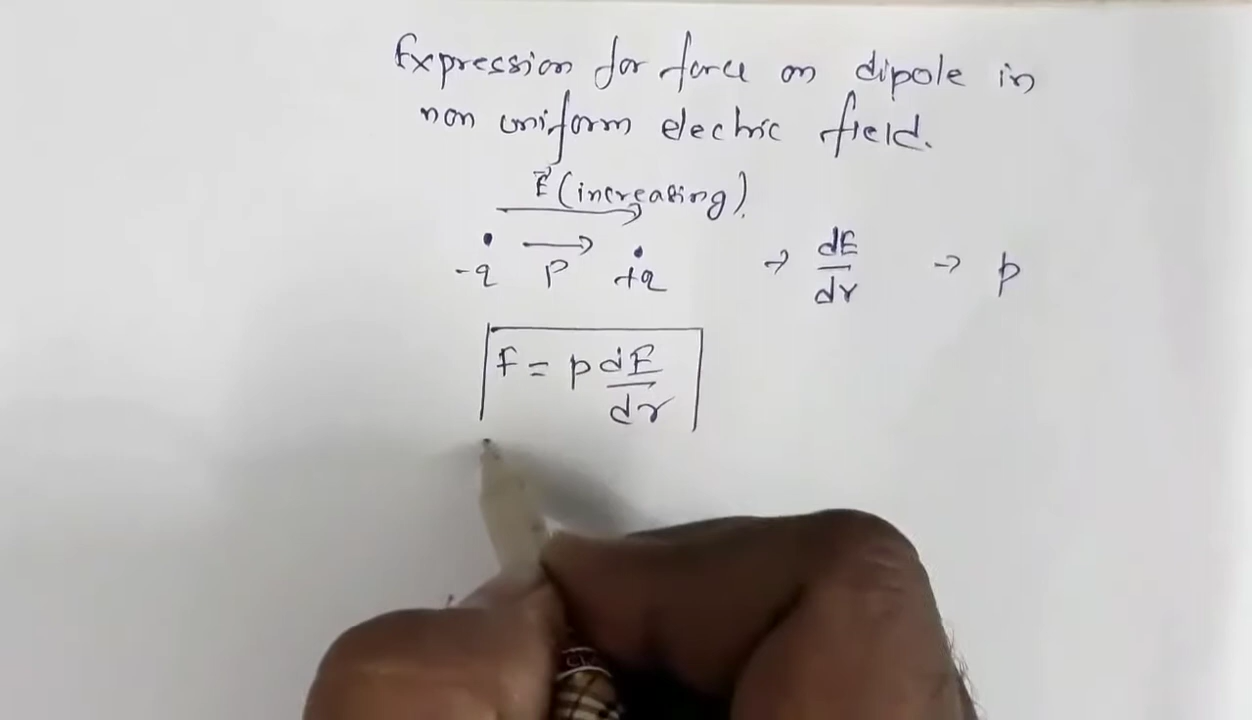 Expression for force on dipole in
non uniform electric field.
E⃗ (increasing).
-q P +q → dE/dr → p
F = p dE/dr